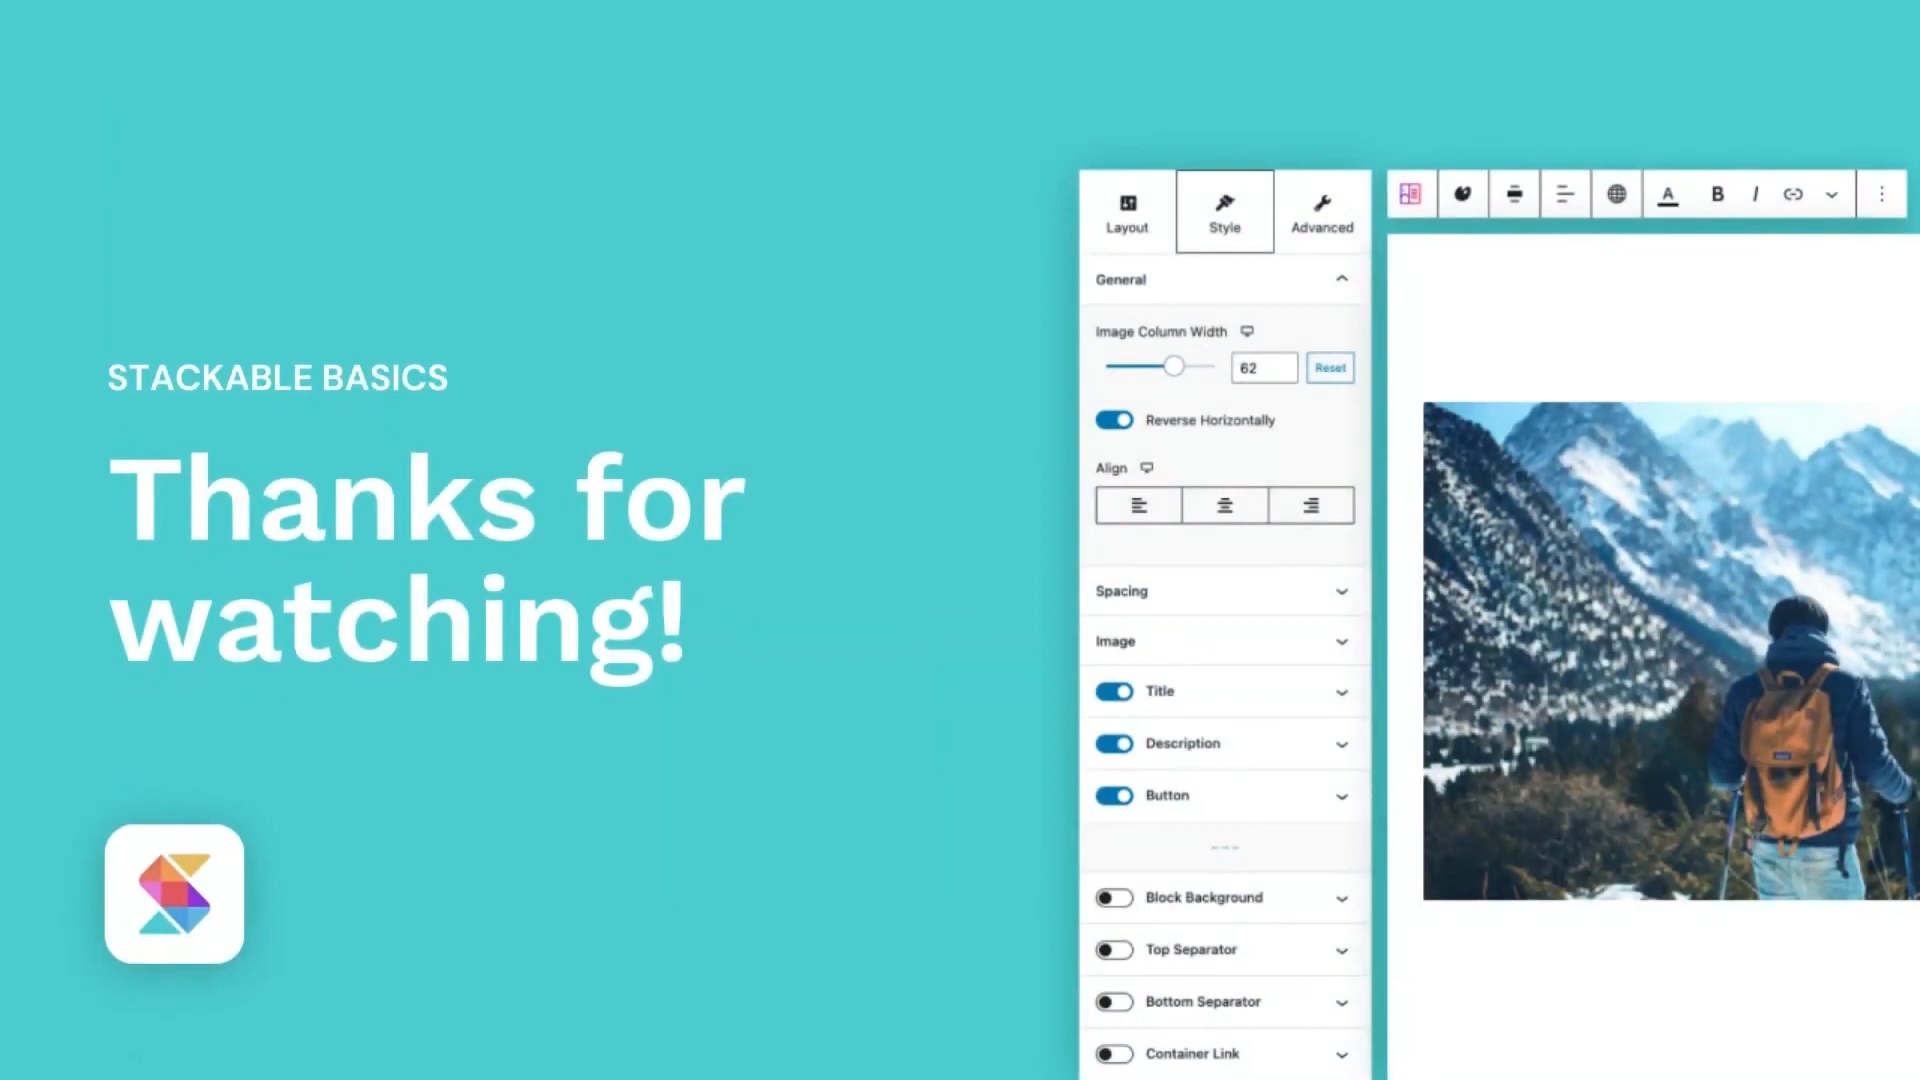 STACKABLE BASICS
Thanks for
watching!
Layout
Style
Advanced
General
Image Column Width
62
Reset
Reverse Horizontally
Align
Spacing
Image
Title
Description
Button
Block Background
Top Separator
Bottom Separator
Container Link
A B I